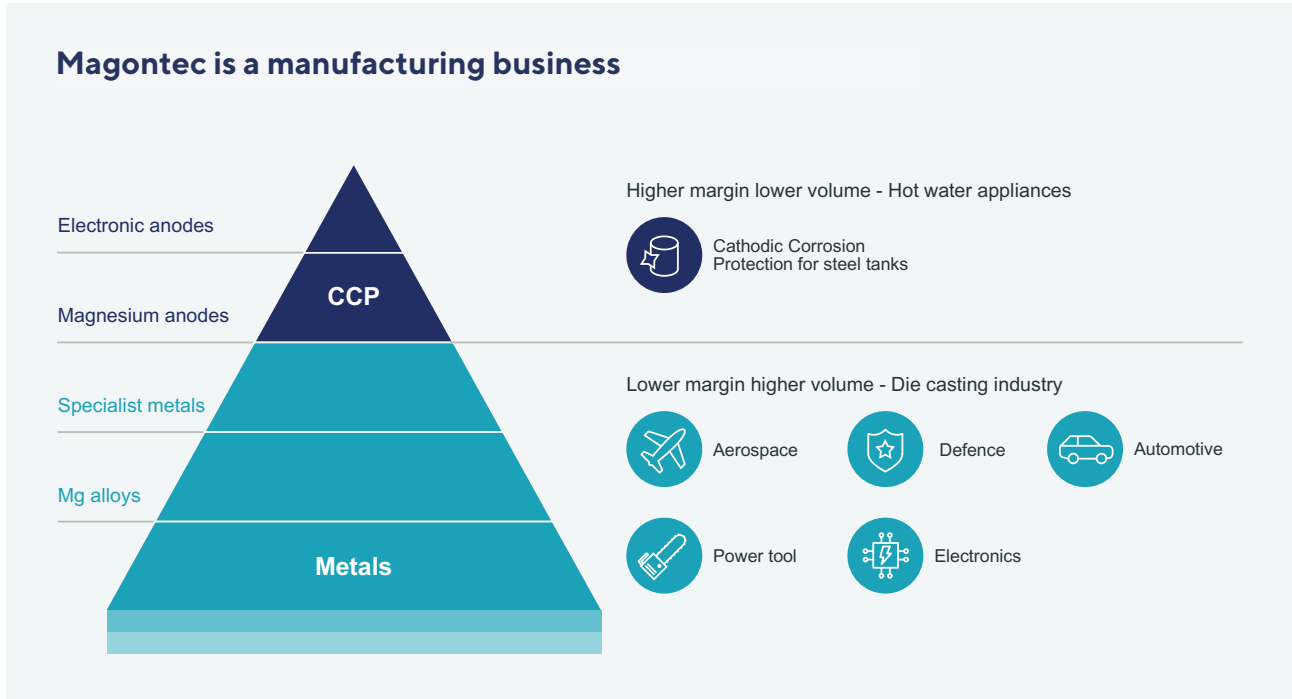 Magontec is a manufacturing business
Electronic anodes
Magnesium anodes
Specialist metals
Mg alloys
CCP
Metals
Higher margin lower volume - Hot water appliances
Cathodic Corrosion
Protection for steel tanks
Lower margin higher volume - Die casting industry
Aerospace
Defence
Automotive
Power tool
Electronics